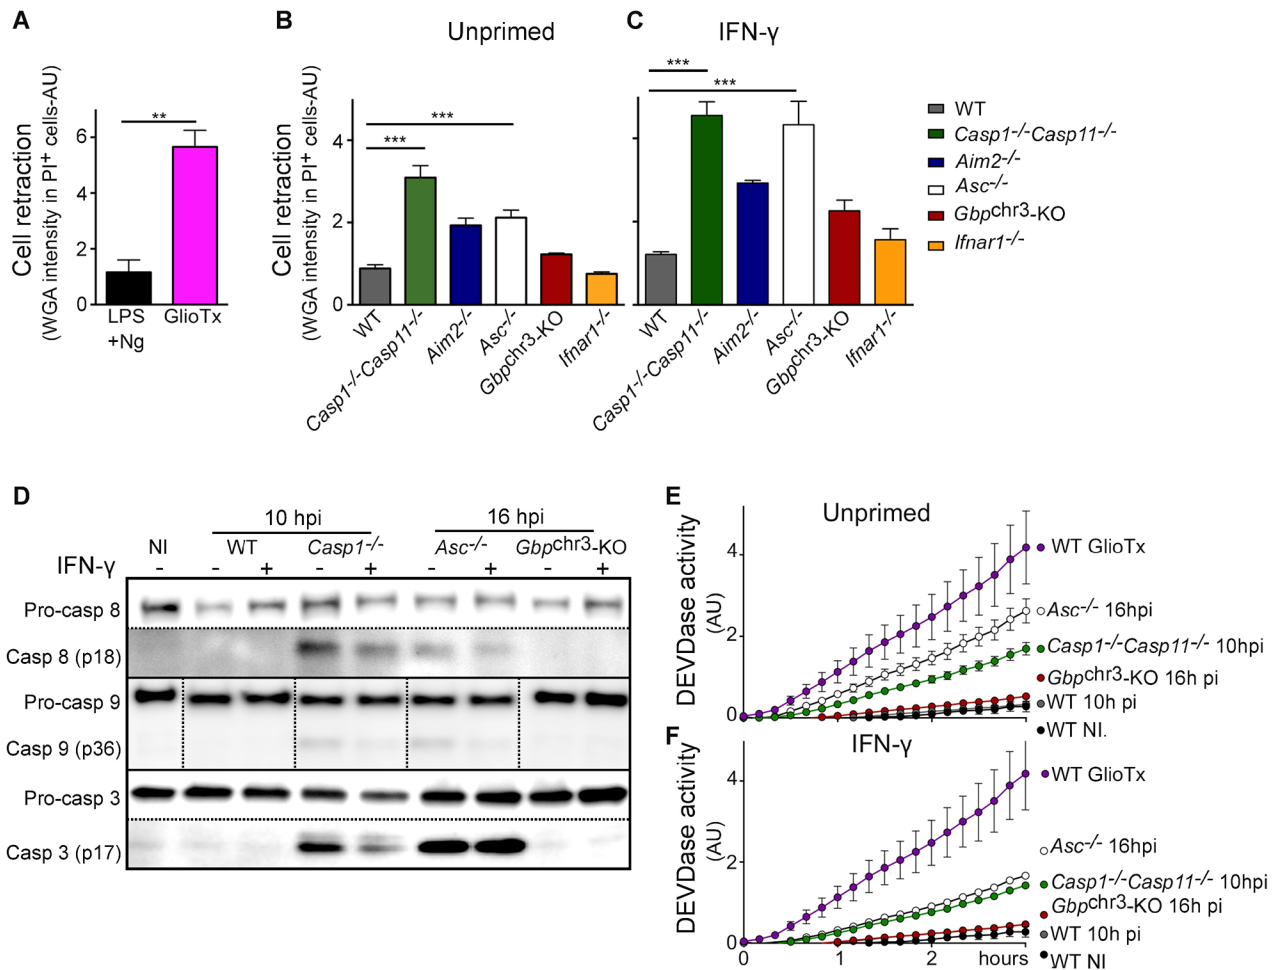 A
Cell retraction
(WGA intensity in PI⁺ cells-AU)
6
4
2
0
**
LPS
+Ng
GlioTx
B
Unprimed
Cell retraction
(WGA intensity in PI⁺ cells-AU)
4
2
0
***
***
WT
Casp1-/-Casp11-/-
Aim2-/-
Asc-/-
Gbpchr3-KO
Ifnar1-/-
C
IFN-γ
***
***
WT
Casp1-/-Casp11-/-
Aim2-/-
Asc-/-
Gbpchr3-KO
Ifnar1-/-
WT
Casp1-/-Casp11-/-
Aim2-/-
Asc-/-
Gbpchr3-KO
Ifnar1-/-
D
10 hpi
16 hpi
NI
WT
Casp1-/-
Asc-/-
Gbpchr3-KO
IFN-γ
- - + - + - + - +
Pro-casp 8
Casp 8 (p18)
Pro-casp 9
Casp 9 (p36)
Pro-casp 3
Casp 3 (p17)
E
Unprimed
DEVDase activity
(AU)
4
2
0
WT GlioTx
Asc-/- 16hpi
Casp1-/-Casp11-/- 10hpi
Gbpchr3-KO 16h pi
WT 10h pi
WT NI.
F
IFN-γ
DEVDase activity
(AU)
4
2
0
WT GlioTx
Asc-/- 16hpi
Casp1-/-Casp11-/- 10hpi
Gbpchr3-KO 16h pi
WT 10h pi
WT NI
0
1
2
hours